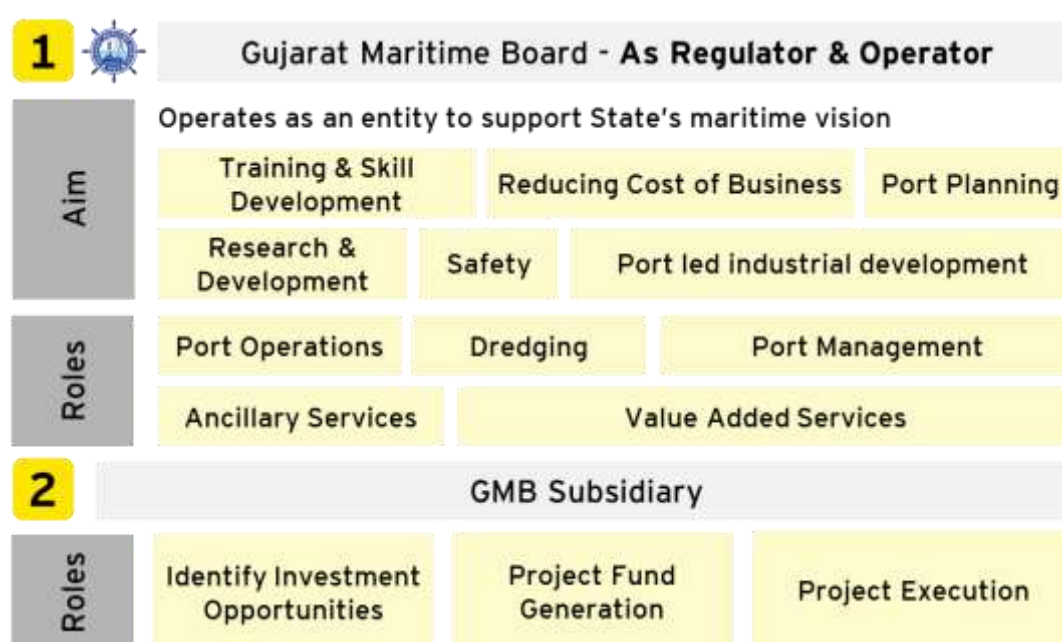 1
Gujarat Maritime Board - As Regulator & Operator
Aim
Operates as an entity to support State's maritime vision
Training & Skill
Development
Reducing Cost of Business
Port Planning
Research &
Development
Safety
Port led industrial development
Roles
Port Operations
Dredging
Port Management
Ancillary Services
Value Added Services
2
GMB Subsidiary
Roles
Identify Investment
Opportunities
Project Fund
Generation
Project Execution